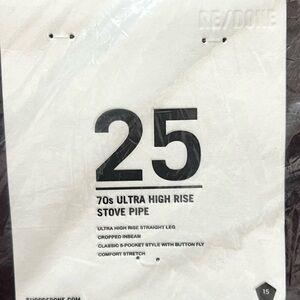 RE/DONE
25
70s ULTRA HIGH RISE
STOVE PIPE
ULTRA HIGH RISE STRAIGHT LEG
CROPPED INSEAM
CLASSIC 5-POCKET STYLE WITH BUTTON FLY
COMFORT STRETCH
15